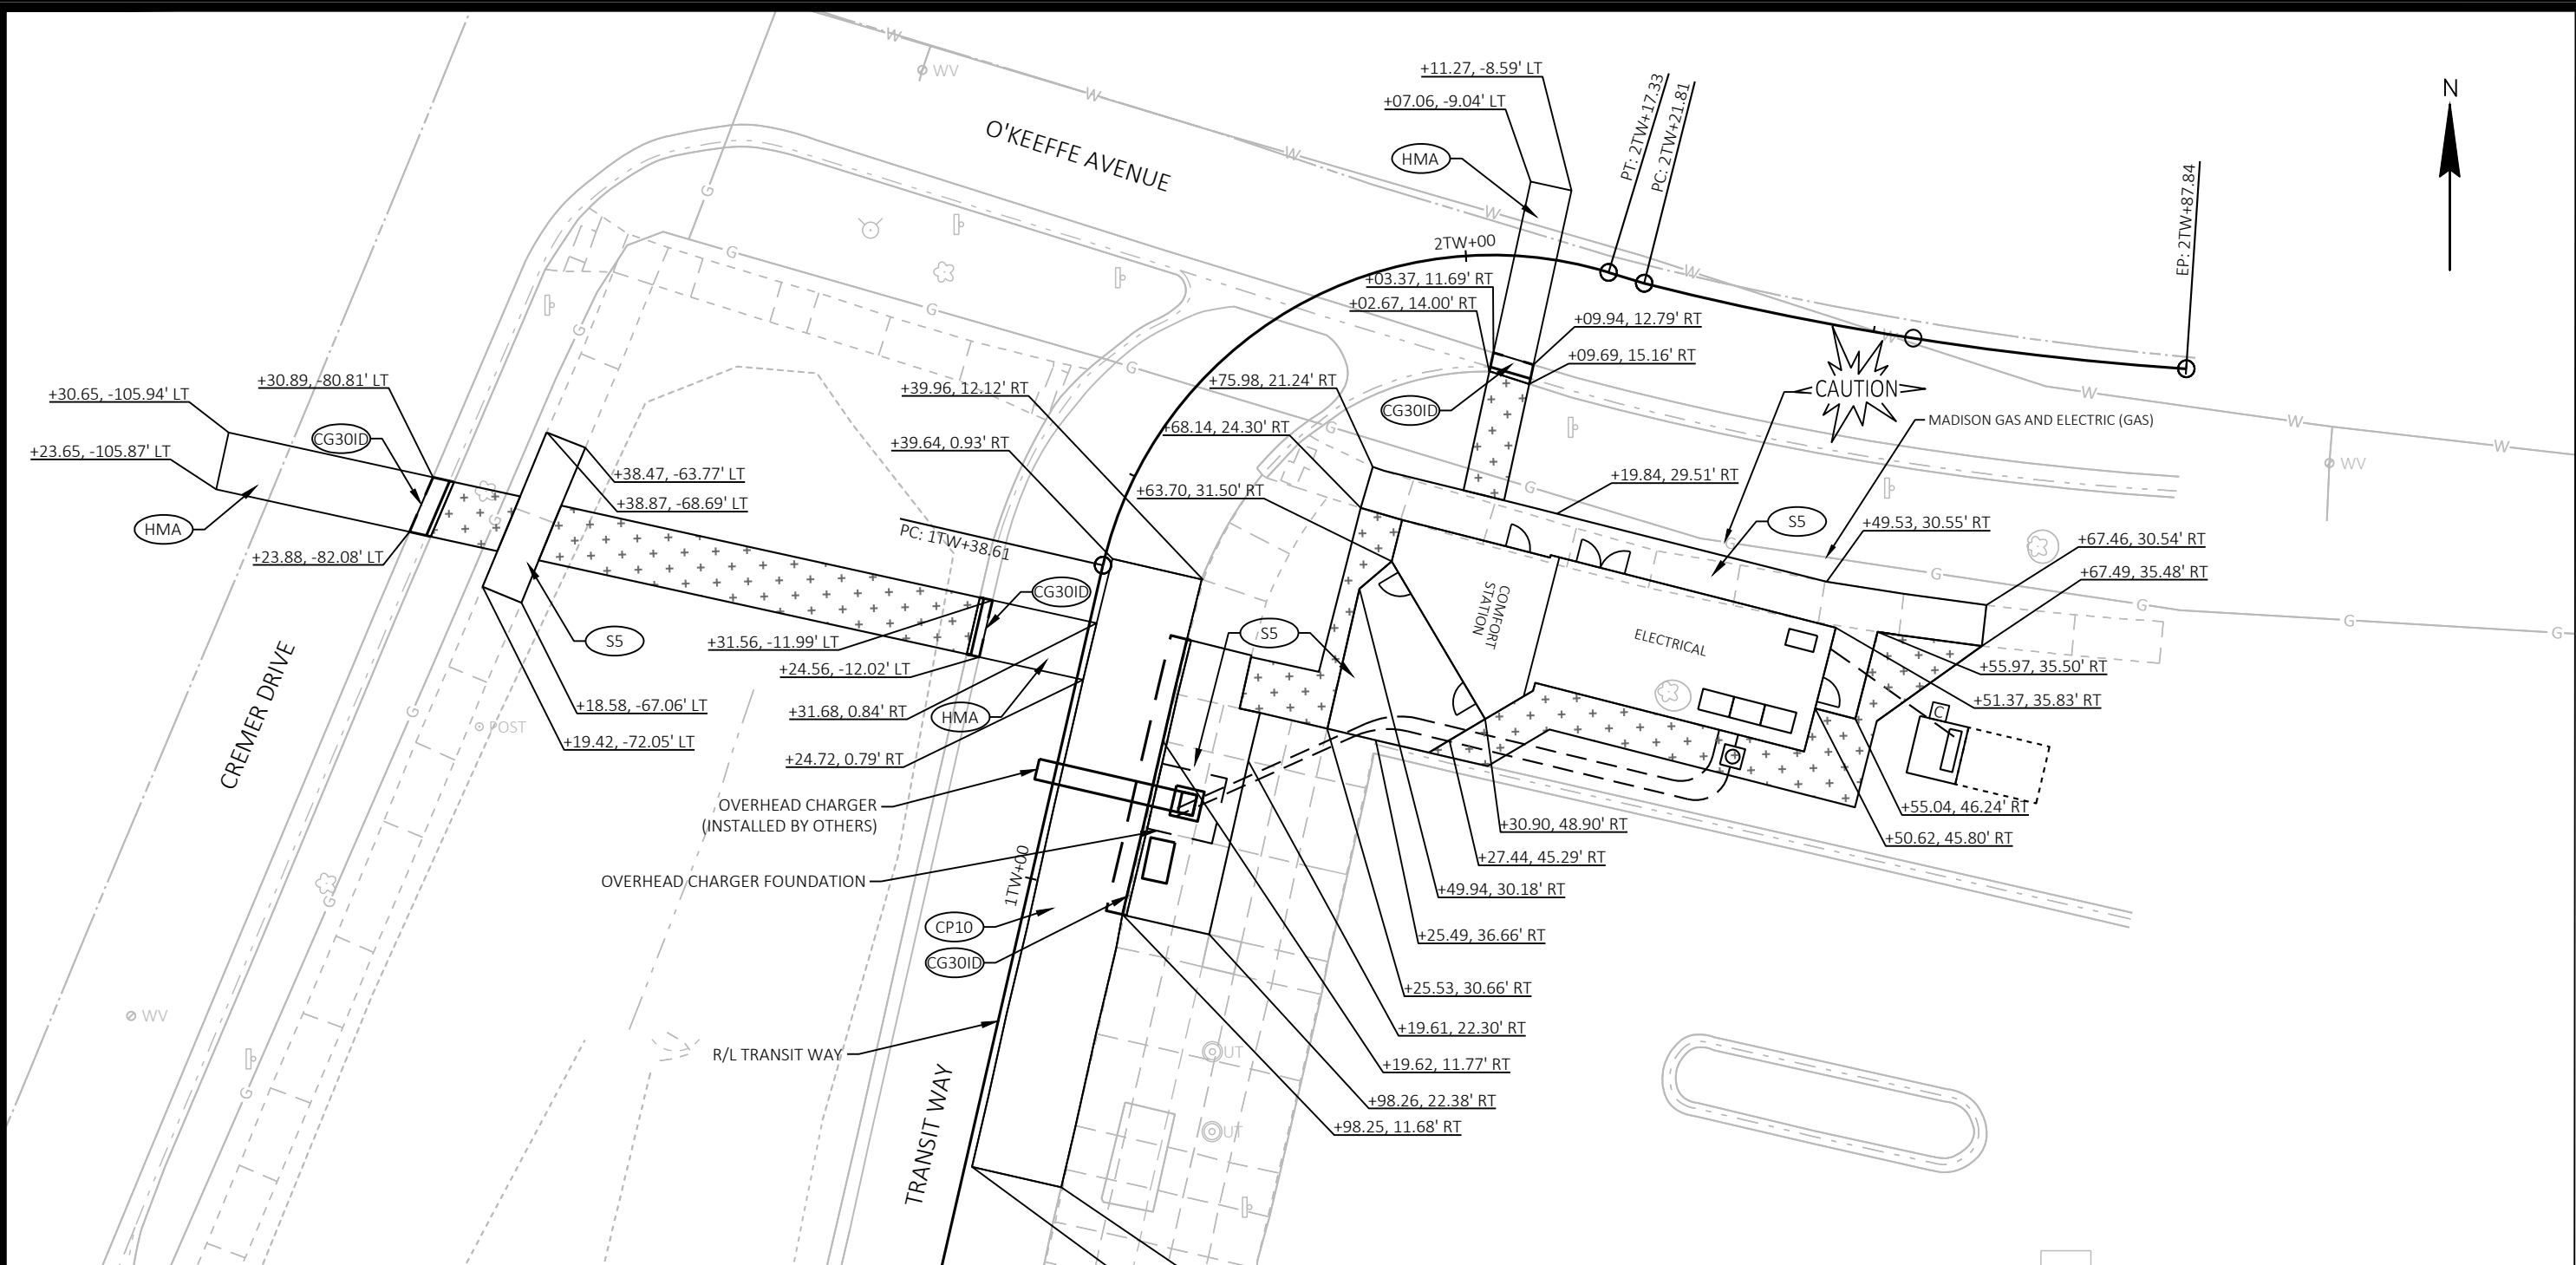 W
WV
+11.27, -8.59' LT
+07.06, -9.04' LT
HMA
PT: 2TW+17.33
PC: 2TW+21.81
N
W
O'KEEFFE AVENUE
W
G
W
EP: 2TW+87.84
G
2TW+00
W
+03.37, 11.69' RT
+02.67, 14.00' RT
+09.94, 12.79' RT
+09.69, 15.16' RT
G
G
G
W
W
+30.65, -105.94' LT
+30.89, -80.81' LT
+39.96, 12.12' RT
+75.98, 21.24' RT
CG30ID
CAUTION
MADISON GAS AND ELECTRIC (GAS)
W
W
+23.65, -105.87' LT
CG30ID
+39.64, 0.93' RT
+68.14, 24.30' RT
G
WV
+38.47, -63.77' LT
+38.87, -68.69' LT
+63.70, 31.50' RT
+19.84, 29.51' RT
G
HMA
G
S5
+49.53, 30.55' RT
+67.46, 30.54' RT
PC: 1TW+38.61
G
+23.88, -82.08' LT
G
+67.49, 35.48' RT
CG30ID
COMFORT
STATION
G
G
G
S5
+31.56, -11.99' LT
S5
ELECTRICAL
+24.56, -12.02' LT
+55.97, 35.50' RT
CREMER DRIVE
+18.58, -67.06' LT
+31.68, 0.84' RT
HMA
+51.37, 35.83' RT
G
POST
C
+19.42, -72.05' LT
+24.72, 0.79' RT
OVERHEAD CHARGER
(INSTALLED BY OTHERS)
+55.04, 46.24' RT
+30.90, 48.90' RT
+50.62, 45.80' RT
+27.44, 45.29' RT
1TW+00
OVERHEAD CHARGER FOUNDATION
+49.94, 30.18' RT
G
CP10
+25.49, 36.66' RT
CG30ID
+25.53, 30.66' RT
WV
+19.61, 22.30' RT
R/L TRANSIT WAY
UT
+19.62, 11.77' RT
G
+98.26, 22.38' RT
TRANSIT WAY
UT
+98.25, 11.68' RT